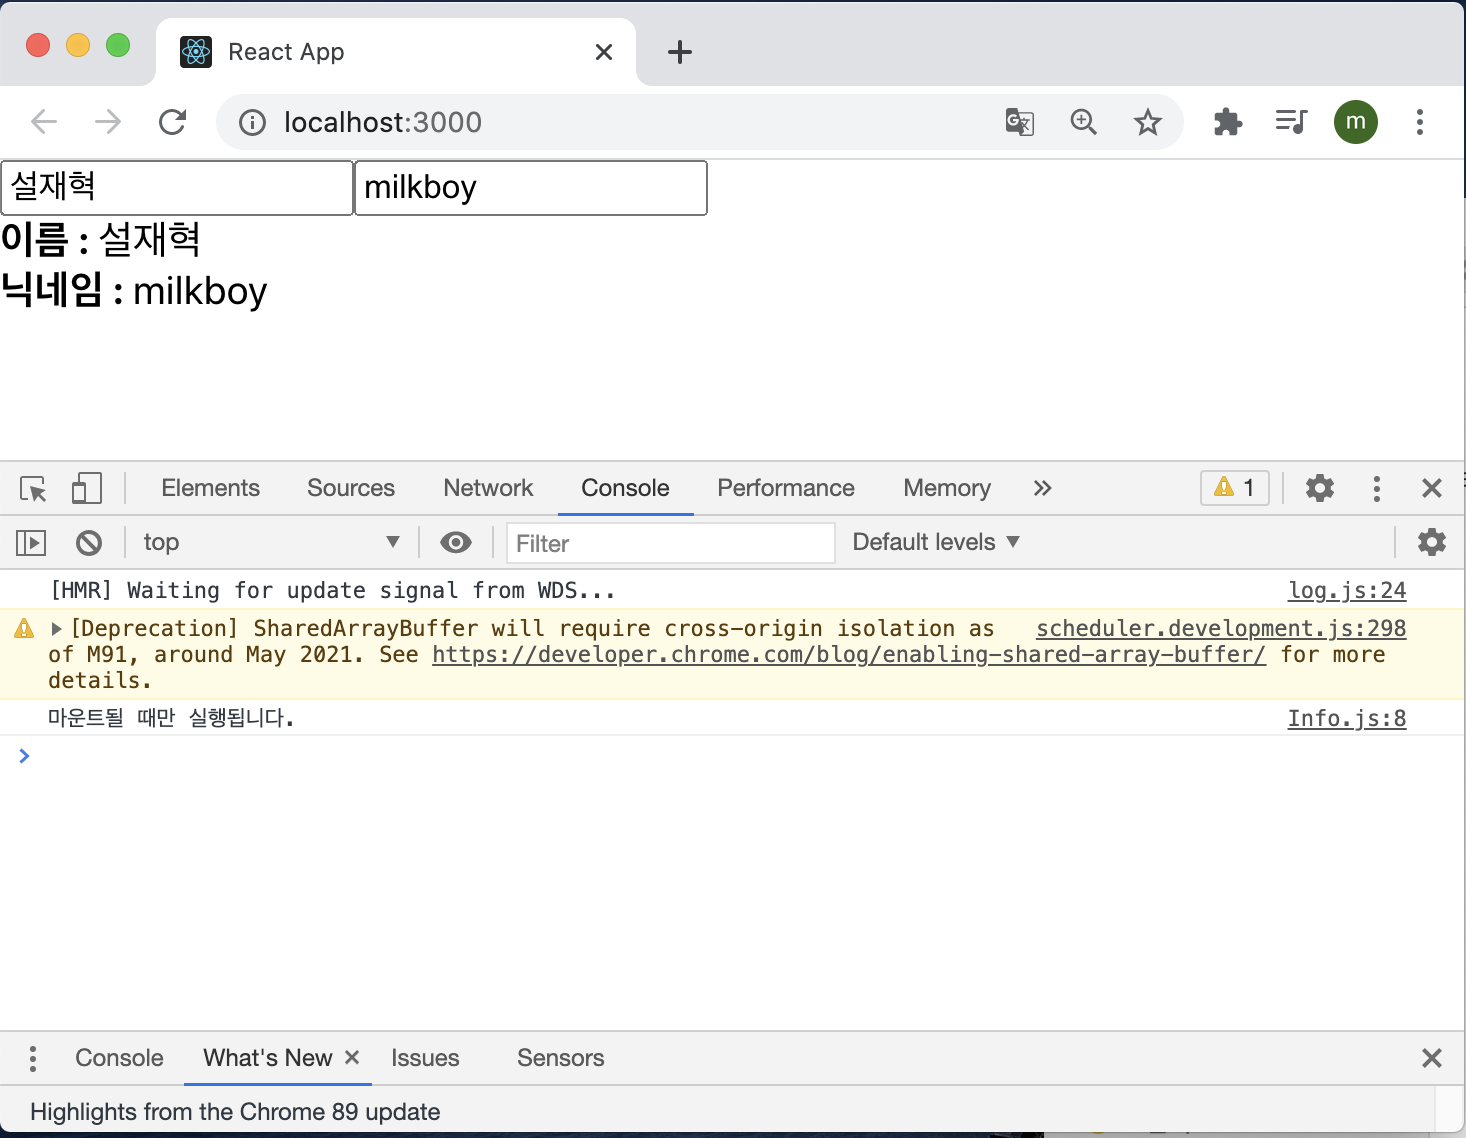 React App
localhost:3000
m
설재혁 milkboy
이름 : 설재혁
닉네임 : milkboy
Elements Sources Network Console Performance Memory 1
top Filter Default levels
[HMR] Waiting for update signal from WDS... log.js:24
[Deprecation] SharedArrayBuffer will require cross-origin isolation as scheduler.development.js:298
of M91, around May 2021. See https://developer.chrome.com/blog/enabling-shared-array-buffer/ for more
details.
마운트될 때만 실행됩니다. Info.js:8
Console What's New Issues Sensors
Highlights from the Chrome 89 update